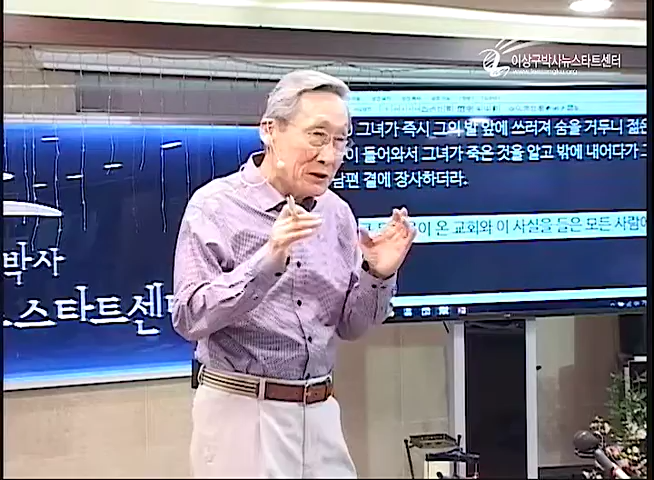 이상구박사뉴스타트센터
그녀가 즉시 그의 발 앞에 쓰러져 숨을 거두니 젊은
이 들어와서 그녀가 죽은 것을 알고 밖에 내어다가
남편 곁에 장사하더라.
이 온 교회와 이 사실을 들은 모든 사람에
박사
스타트센